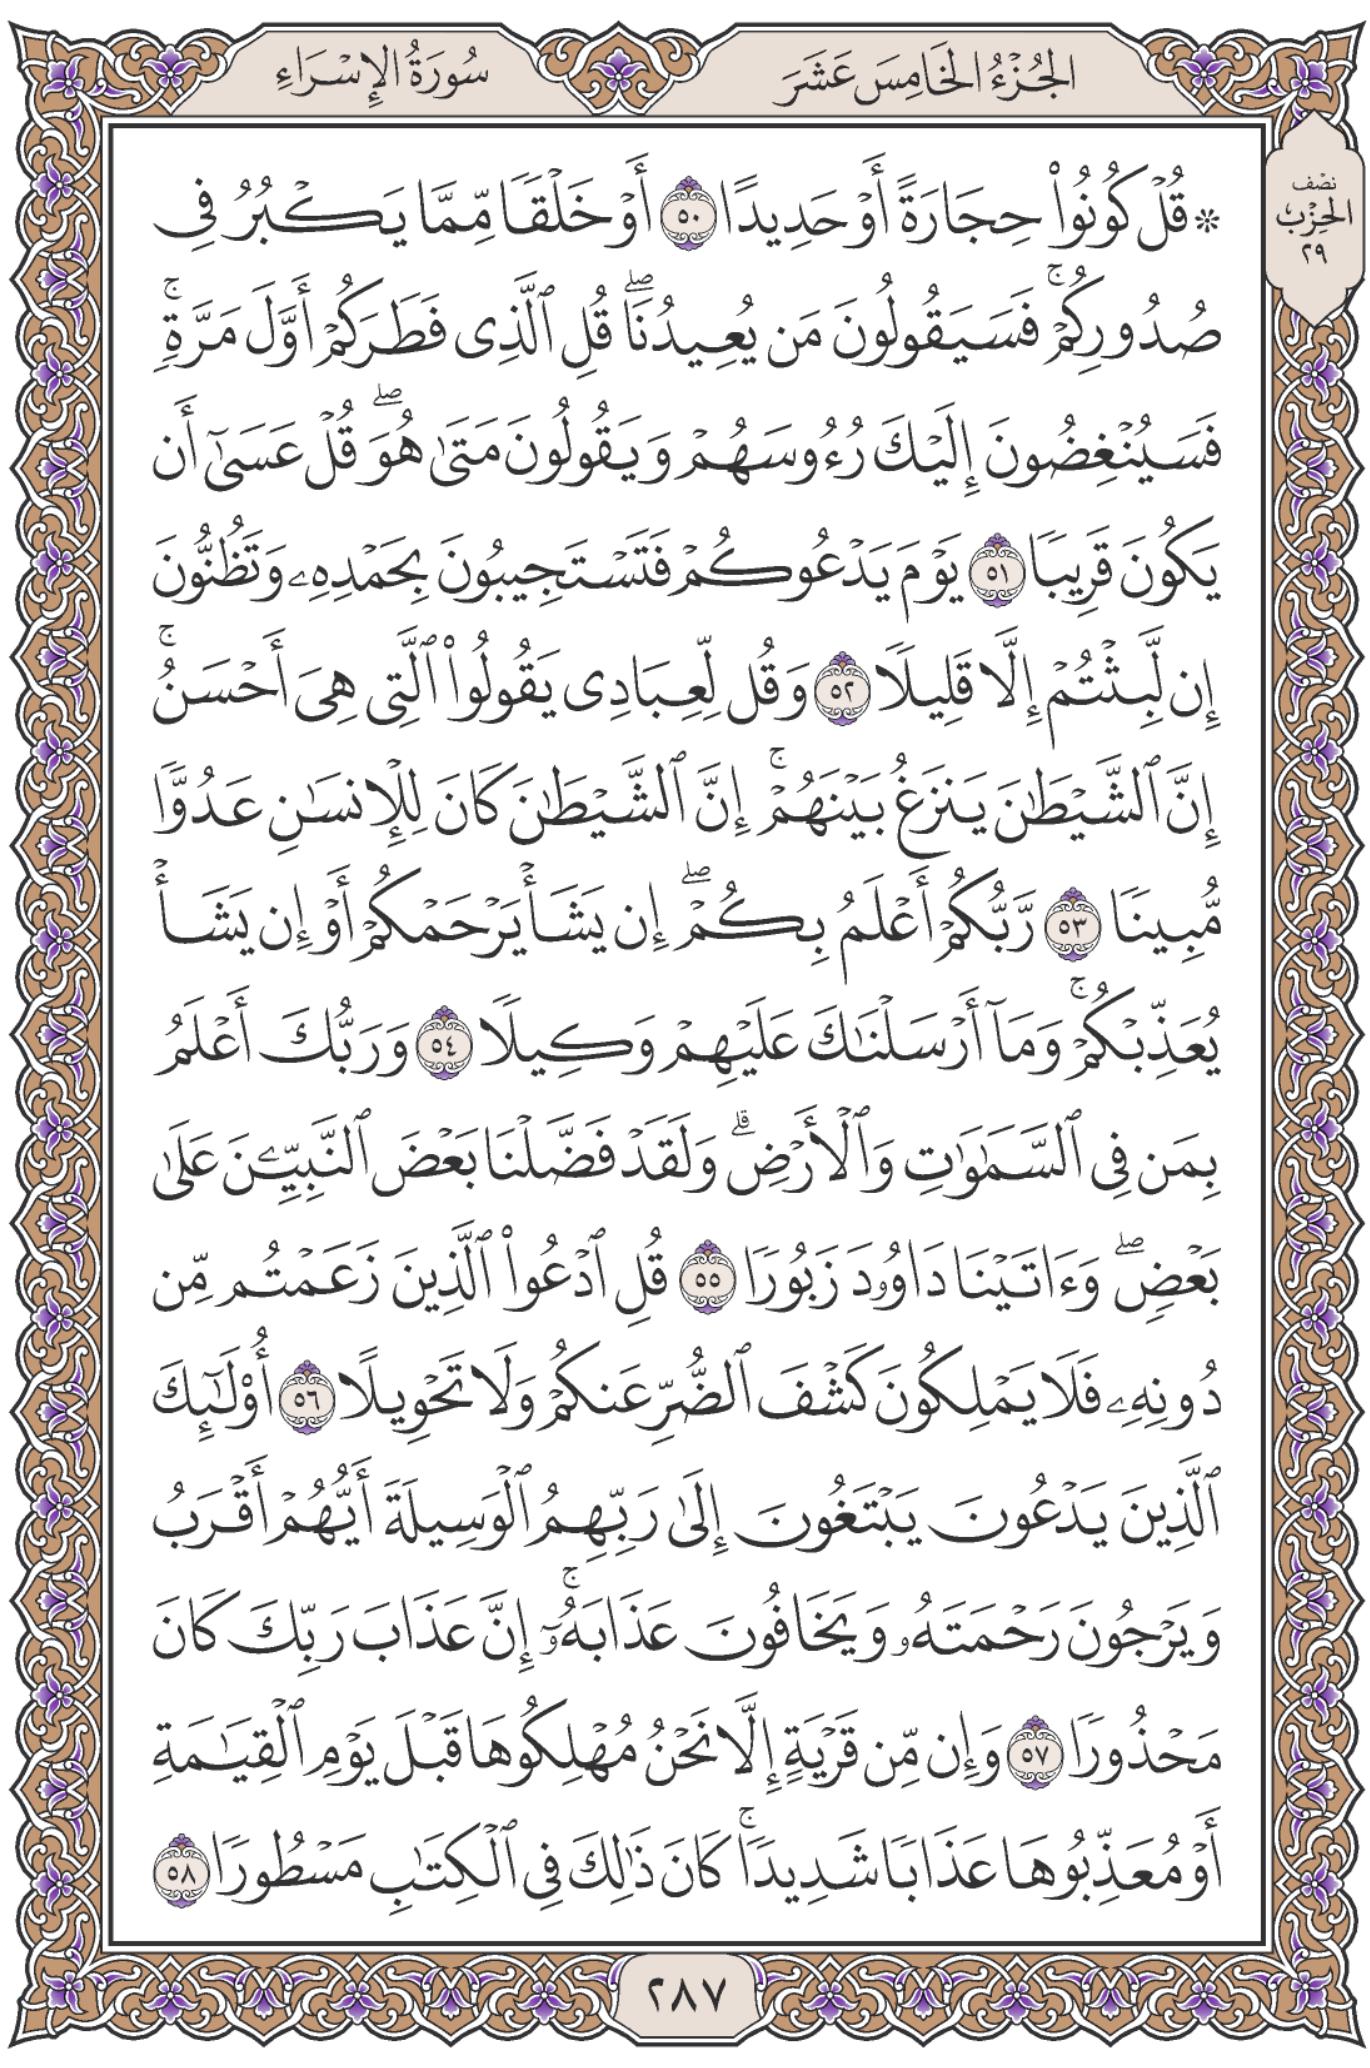 الجُزْءُ الخَامِسَ عَشَرَ
سُورَةُ الإِسْرَاءِ
نصف
الحِزْب
٢٩
۞ قُلۡ كُونُواْ حِجَارَةً أَوۡ حَدِيدًا ٥٠ أَوۡ خَلۡقٗا مِّمَّا يَكۡبُرُ فِي
صُدُورِكُمۡۚ فَسَيَقُولُونَ مَن يُعِيدُنَاۖ قُلِ ٱلَّذِي فَطَرَكُمۡ أَوَّلَ مَرَّةٖۚ
فَسَيُنۡغِضُونَ إِلَيۡكَ رُءُوسَهُمۡ وَيَقُولُونَ مَتَىٰ هُوَۖ قُلۡ عَسَىٰٓ أَن
يَكُونَ قَرِيبٗا ٥١ يَوۡمَ يَدۡعُوكُمۡ فَتَسۡتَجِيبُونَ بِحَمۡدِهِۦ وَتَظُنُّونَ
إِن لَّبِثۡتُمۡ إِلَّا قَلِيلٗا ٥٢ وَقُل لِّعِبَادِي يَقُولُواْ ٱلَّتِي هِيَ أَحۡسَنُۚ
إِنَّ ٱلشَّيۡطَٰنَ يَنزَغُ بَيۡنَهُمۡۚ إِنَّ ٱلشَّيۡطَٰنَ كَانَ لِلۡإِنسَٰنِ عَدُوّٗا
مُّبِينٗا ٥٣ رَّبُّكُمۡ أَعۡلَمُ بِكُمۡۖ إِن يَشَأۡ يَرۡحَمۡكُمۡ أَوۡ إِن يَشَأۡ
يُعَذِّبۡكُمۡۚ وَمَآ أَرۡسَلۡنَٰكَ عَلَيۡهِمۡ وَكِيلٗا ٥٤ وَرَبُّكَ أَعۡلَمُ
بِمَن فِي ٱلسَّمَٰوَٰتِ وَٱلۡأَرۡضِۗ وَلَقَدۡ فَضَّلۡنَا بَعۡضَ ٱلنَّبِيِّـۧنَ عَلَىٰ
بَعۡضٖۖ وَءَاتَيۡنَا دَاوُۥدَ زَبُورٗا ٥٥ قُلِ ٱدۡعُواْ ٱلَّذِينَ زَعَمۡتُم مِّن
دُونِهِۦ فَلَا يَمۡلِكُونَ كَشۡفَ ٱلضُّرِّ عَنكُمۡ وَلَا تَحۡوِيلًا ٥٦ أُوْلَٰٓئِكَ
ٱلَّذِينَ يَدۡعُونَ يَبۡتَغُونَ إِلَىٰ رَبِّهِمُ ٱلۡوَسِيلَةَ أَيُّهُمۡ أَقۡرَبُ
وَيَرۡجُونَ رَحۡمَتَهُۥ وَيَخَافُونَ عَذَابَهُۥٓۚ إِنَّ عَذَابَ رَبِّكَ كَانَ
مَحۡذُورٗا ٥٧ وَإِن مِّن قَرۡيَةٍ إِلَّا نَحۡنُ مُهۡلِكُوهَا قَبۡلَ يَوۡمِ ٱلۡقِيَٰمَةِ
أَوۡ مُعَذِّبُوهَا عَذَابٗا شَدِيدٗاۚ كَانَ ذَٰلِكَ فِي ٱلۡكِتَٰبِ مَسۡطُورٗا ٥٨
٢٨٧